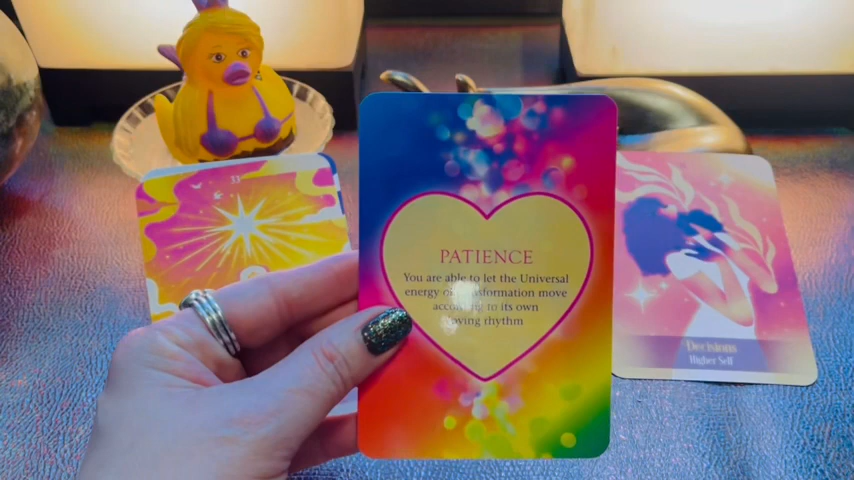 33
PATIENCE
You are able to let the Universal
energy of transformation move
according to its own
loving rhythm
Decisions
Higher Self